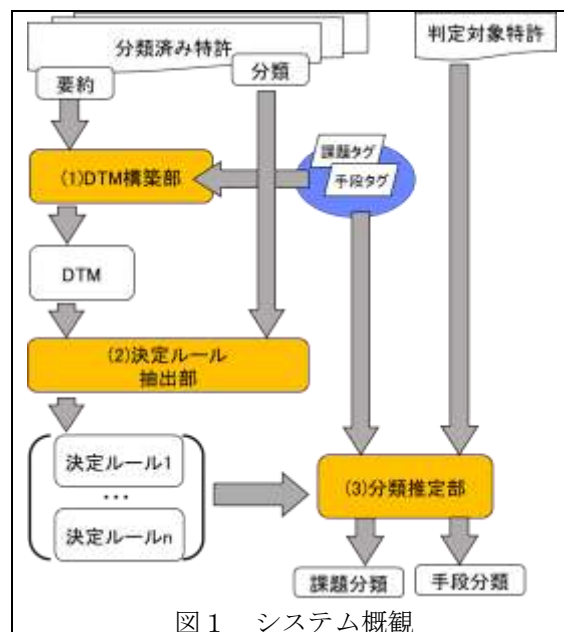 分類済み特許
判定対象特許
要約
分類
課題タグ
手段タグ
(1)DTM構築部
DTM
(2)決定ルール
抽出部
決定ルール1
…
決定ルールn
(3)分類推定部
課題分類
手段分類
図１　システム概観